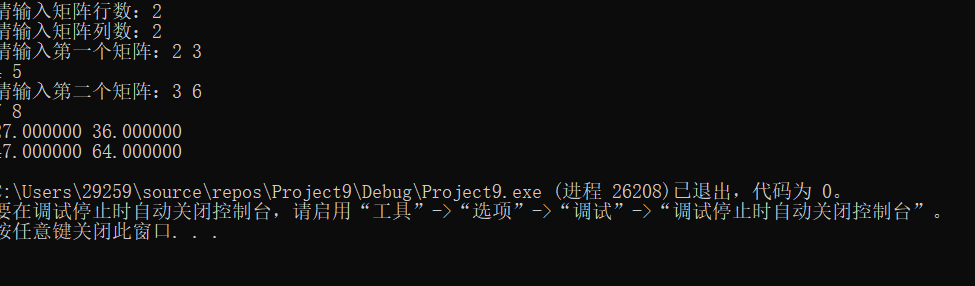 请输入矩阵行数：2
请输入矩阵列数：2
请输入第一个矩阵：2 3
5
请输入第二个矩阵：3 6
8
27.000000 36.000000
47.000000 64.000000
C:\Users\29259\source\repos\Project9\Debug\Project9.exe (进程 26208)已退出，代码为 0。
要在调试停止时自动关闭控制台，请启用“工具”->“选项”->“调试”->“调试停止时自动关闭控制台”。
按任意键关闭此窗口. . .